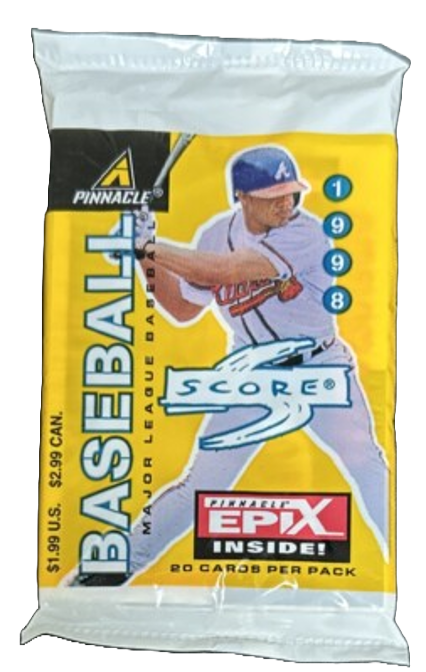 PINNACLE®
1
9
9
8
BASEBALL
MAJOR LEAGUE BASEBALL
$1.99 U.S. $2.99 CAN.
SCORE®
PINNACLE
EPIX
INSIDE!
20 CARDS PER PACK